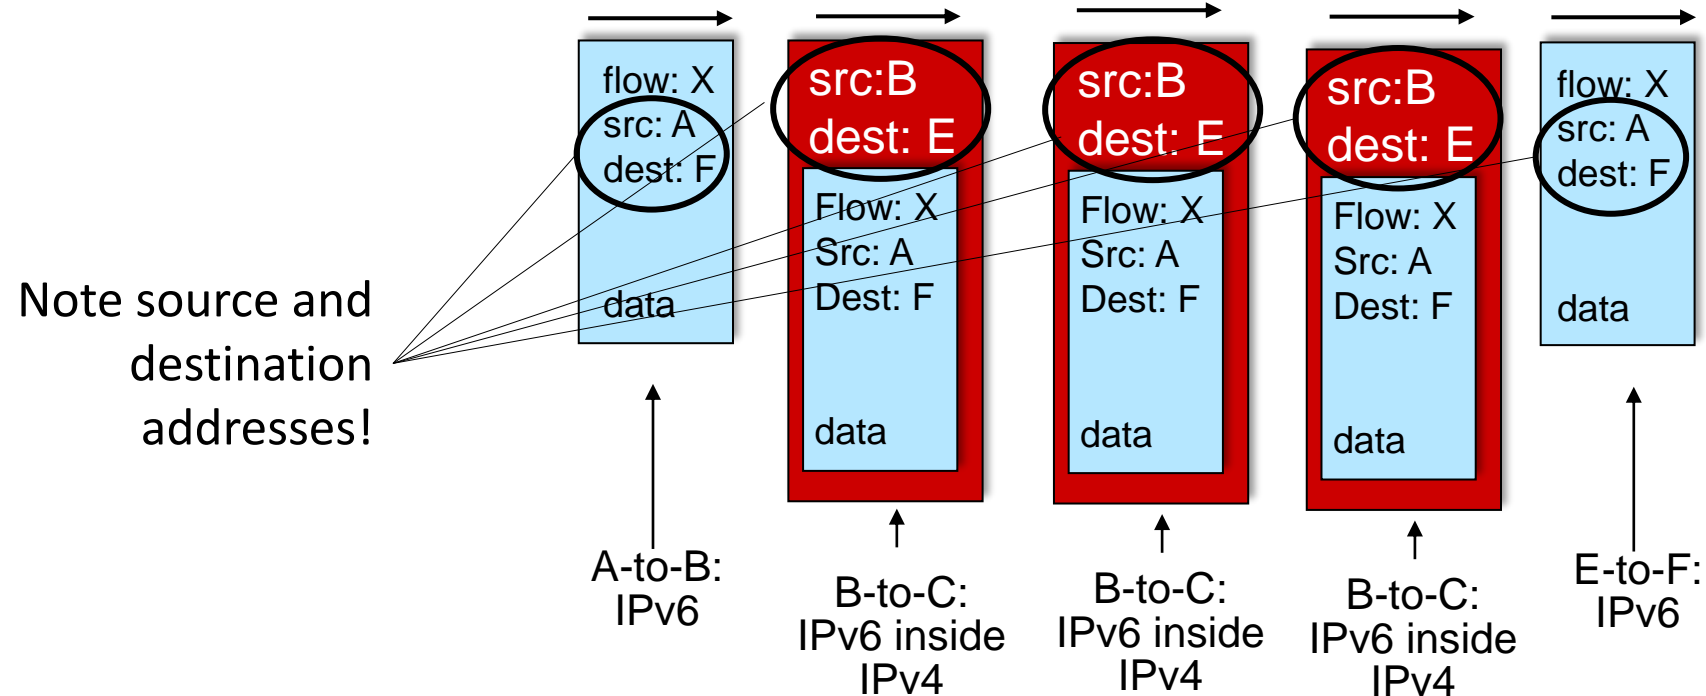 flow: X
src: A
dest: F
data
src:B
dest: E
Flow: X
Src: A
Dest: F
data
src:B
dest: E
Flow: X
Src: A
Dest: F
data
src:B
dest: E
Flow: X
Src: A
Dest: F
data
flow: X
src: A
dest: F
data
Note source and
destination
addresses!
A-to-B:
IPv6
B-to-C:
IPv6 inside
IPv4
B-to-C:
IPv6 inside
IPv4
B-to-C:
IPv6 inside
IPv4
E-to-F:
IPv6